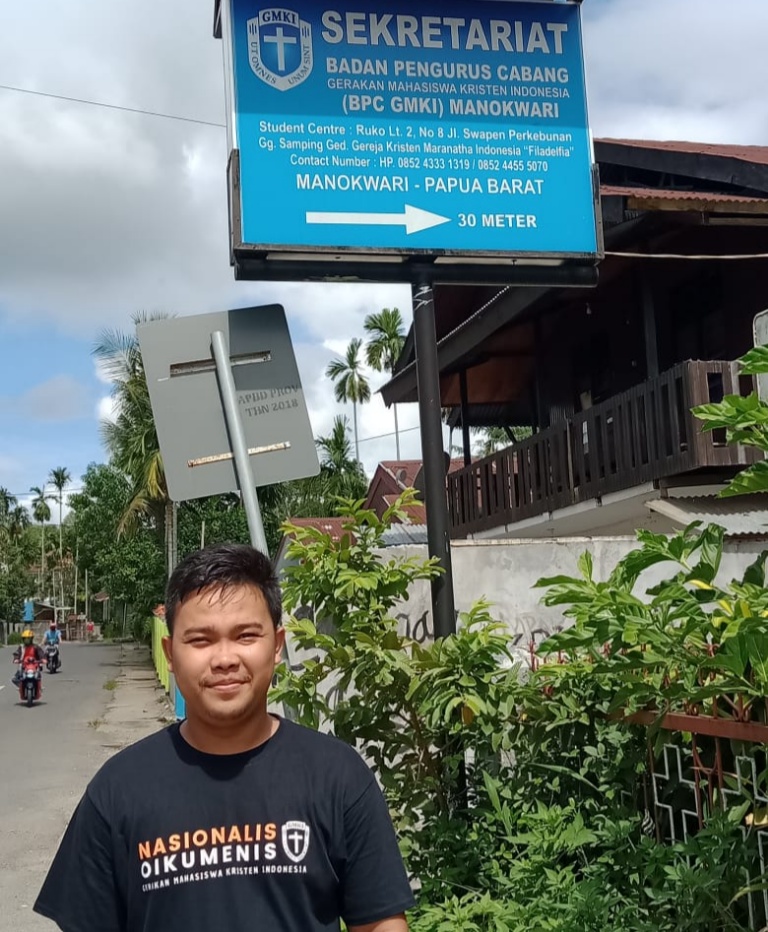 GMKI
UT OMNES UNUM SINT
SEKRETARIAT
BADAN PENGURUS CABANG
GERAKAN MAHASISWA KRISTEN INDONESIA
(BPC GMKI) MANOKWARI
Student Centre : Ruko Lt. 2, No 8 Jl. Swapen Perkebunan
Gg. Samping Ged. Gereja Kristen Maranatha Indonesia "Filadelfia"
Contact Number : HP. 0852 4333 1319 / 0852 4455 5070
MANOKWARI - PAPUA BARAT
30 METER
APBD PROV
THN 2018
NASIONALIS
OIKUMENIS
GERAKAN MAHASISWA KRISTEN INDONESIA